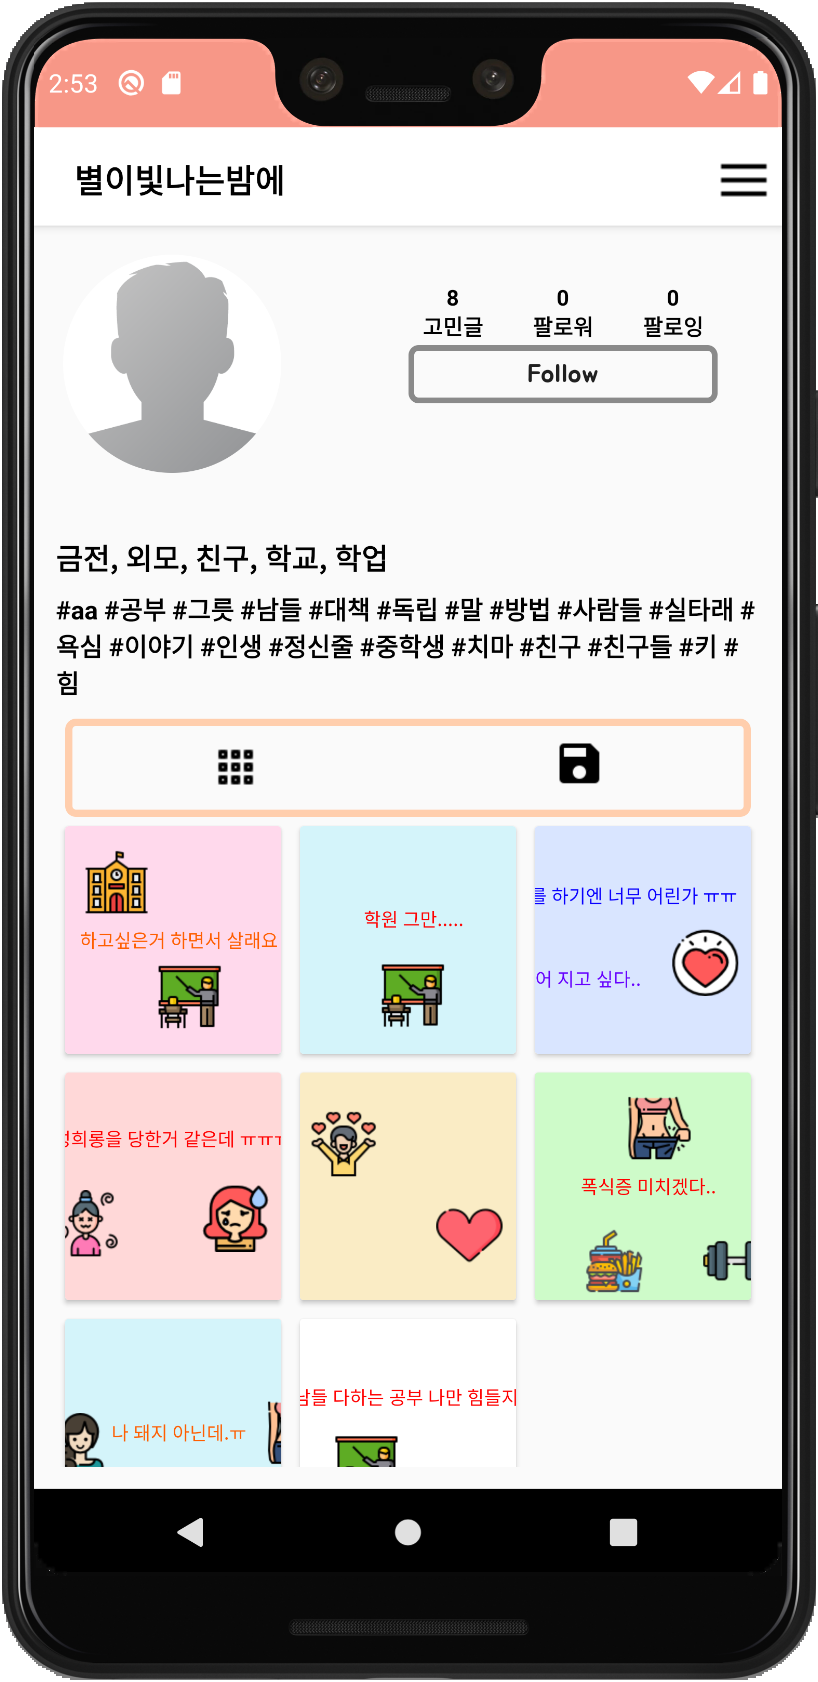 2:53
별이빛나는밤에
8 0 0
고민글 팔로워 팔로잉
Follow
금전, 외모, 친구, 학교, 학업
#aa #공부 #그룻 #남들 #대책 #독립 #말 #방법 #사람들 #실타래 #
욕심 #이야기 #인생 #정신줄 #중학생 #치마 #친구 #친구들 #키 #
힘
하고싶은거 하면서 살래요
학원 그만.....
를 하기엔 너무 어린가 ㅠㅠ
어 지고 싶다..
성희롱을 당한거 같은데 ㅠㅠㅠ
폭식증 미치겠다..
나 돼지 아닌데.ㅠ
남들 다하는 공부 나만 힘들지